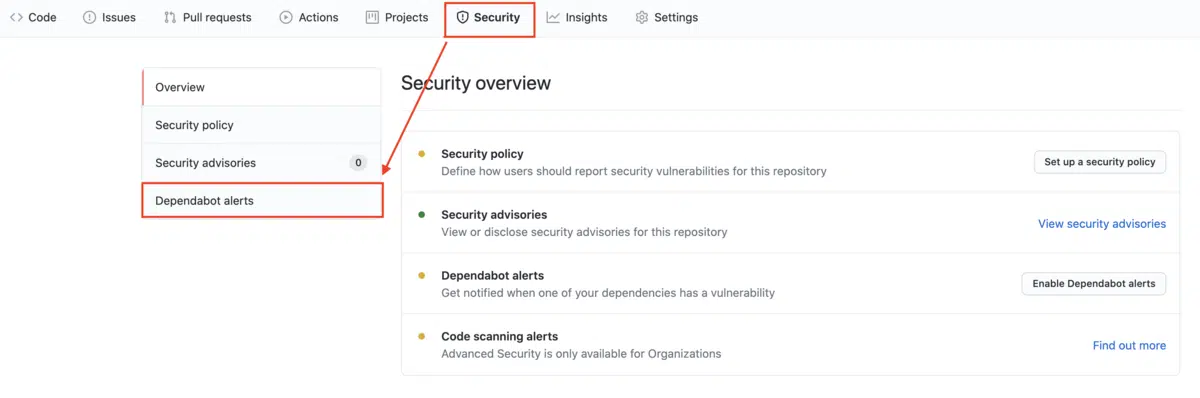 Code Issues Pull requests Actions Projects Security Insights Settings
Overview
Security policy
Security advisories 0
Dependabot alerts
Security overview
Security policy
Define how users should report security vulnerabilities for this repository
Set up a security policy
Security advisories
View or disclose security advisories for this repository
View security advisories
Dependabot alerts
Get notified when one of your dependencies has a vulnerability
Enable Dependabot alerts
Code scanning alerts
Advanced Security is only available for Organizations
Find out more